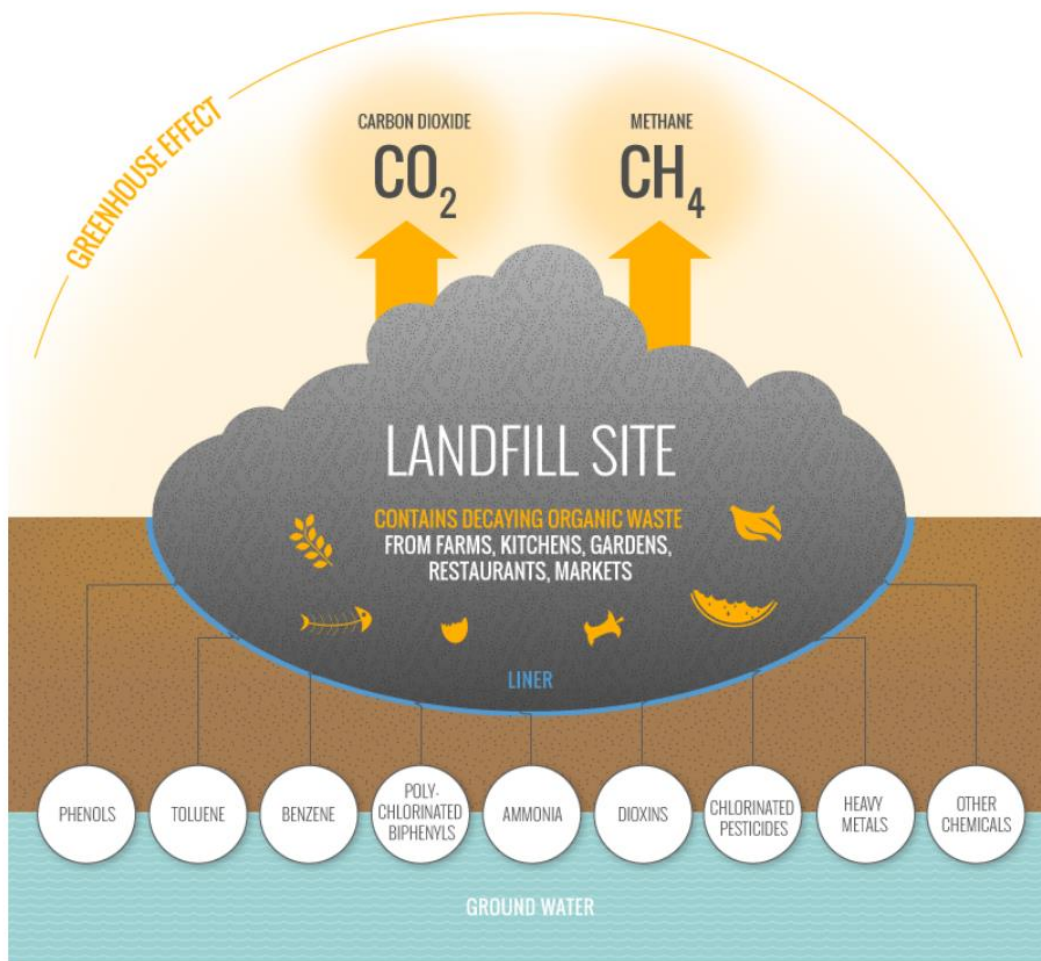 GREENHOUSE EFFECT
CARBON DIOXIDE
CO₂
METHANE
CH₄
LANDFILL SITE
CONTAINS DECAYING ORGANIC WASTE
FROM FARMS, KITCHENS, GARDENS,
RESTAURANTS, MARKETS
LINER
PHENOLS
TOLUENE
BENZENE
POLY-
CHLORINATED
BIPHENYLS
AMMONIA
DIOXINS
CHLORINATED
PESTICIDES
HEAVY
METALS
OTHER
CHEMICALS
GROUND WATER